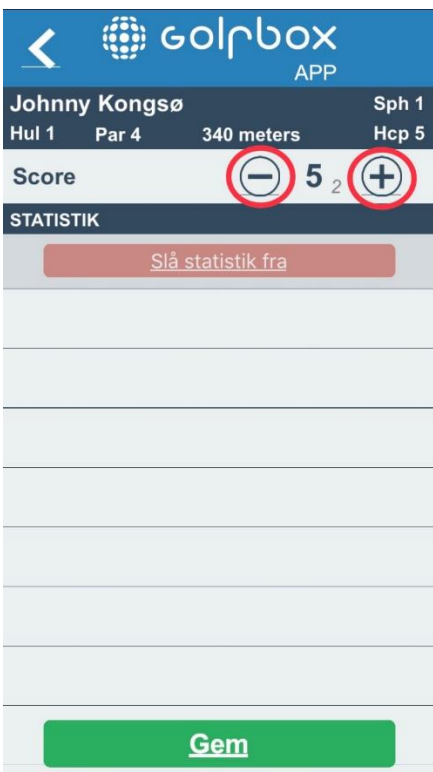 GOLFBOX
APP
Johnny Kongsø Sph 1
Hul 1 Par 4 340 meters Hcp 5
Score 5 2
STATISTIK
Slå statistik fra
Gem